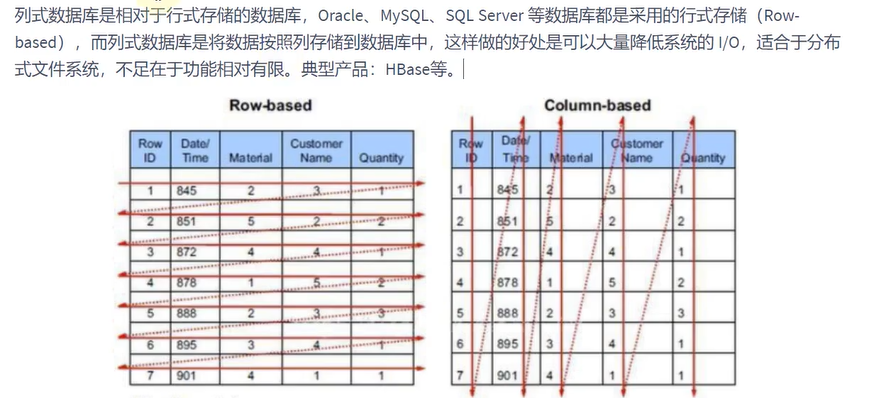 列式数据库是相对于行式存储的数据库，Oracle、MySQL、SQL Server 等数据库都是采用的行式存储（Row-
based），而列式数据库是将数据按照列存储到数据库中，这样做的好处是可以大量降低系统的 I/O，适合于分布
式文件系统，不足在于功能相对有限。典型产品：HBase等。
Row-based
Row ID Date/ Time Material Customer Name Quantity
1 845 2 3 1
2 851 5 2 2
3 872 4 4 1
4 878 1 5 2
5 888 2 3 3
6 895 3 4 1
7 901 4 1 1
Column-based
Row ID Date/ Time Material Customer Name Quantity
1 845 2 3 1
2 851 5 2 2
3 872 4 4 1
4 878 1 5 2
5 888 2 3 3
6 895 3 4 1
7 901 4 1 1